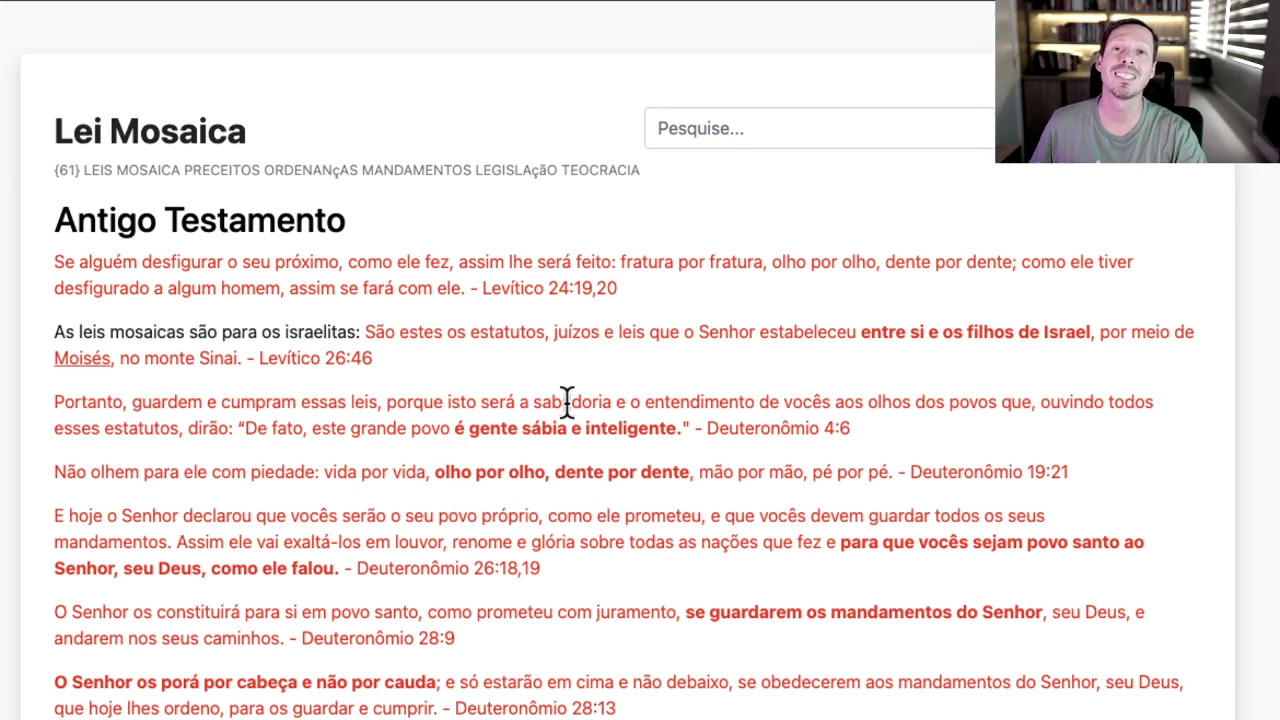 Lei Mosaica
Pesquise...
{61} LEIS MOSAICA PRECEITOS ORDENANçAS MANDAMENTOS LEGISLAçãO TEOCRACIA
Antigo Testamento
Se alguém desfigurar o seu próximo, como ele fez, assim lhe será feito: fratura por fratura, olho por olho, dente por dente; como ele tiver
desfigurado a algum homem, assim se fará com ele. - Levítico 24:19,20
As leis mosaicas são para os israelitas: São estes os estatutos, juízos e leis que o Senhor estabeleceu entre si e os filhos de Israel, por meio de
Moisés, no monte Sinai. - Levítico 26:46
Portanto, guardem e cumpram essas leis, porque isto será a sabedoria e o entendimento de vocês aos olhos dos povos que, ouvindo todos
esses estatutos, dirão: “De fato, este grande povo é gente sábia e inteligente." - Deuteronômio 4:6
Não olhem para ele com piedade: vida por vida, olho por olho, dente por dente, mão por mão, pé por pé. - Deuteronômio 19:21
E hoje o Senhor declarou que vocês serão o seu povo próprio, como ele prometeu, e que vocês devem guardar todos os seus
mandamentos. Assim ele vai exaltá-los em louvor, renome e glória sobre todas as nações que fez e para que vocês sejam povo santo ao
Senhor, seu Deus, como ele falou. - Deuteronômio 26:18,19
O Senhor os constituirá para si em povo santo, como prometeu com juramento, se guardarem os mandamentos do Senhor, seu Deus, e
andarem nos seus caminhos. - Deuteronômio 28:9
O Senhor os porá por cabeça e não por cauda; e só estarão em cima e não debaixo, se obedecerem aos mandamentos do Senhor, seu Deus,
que hoje lhes ordeno, para os guardar e cumprir. - Deuteronômio 28:13